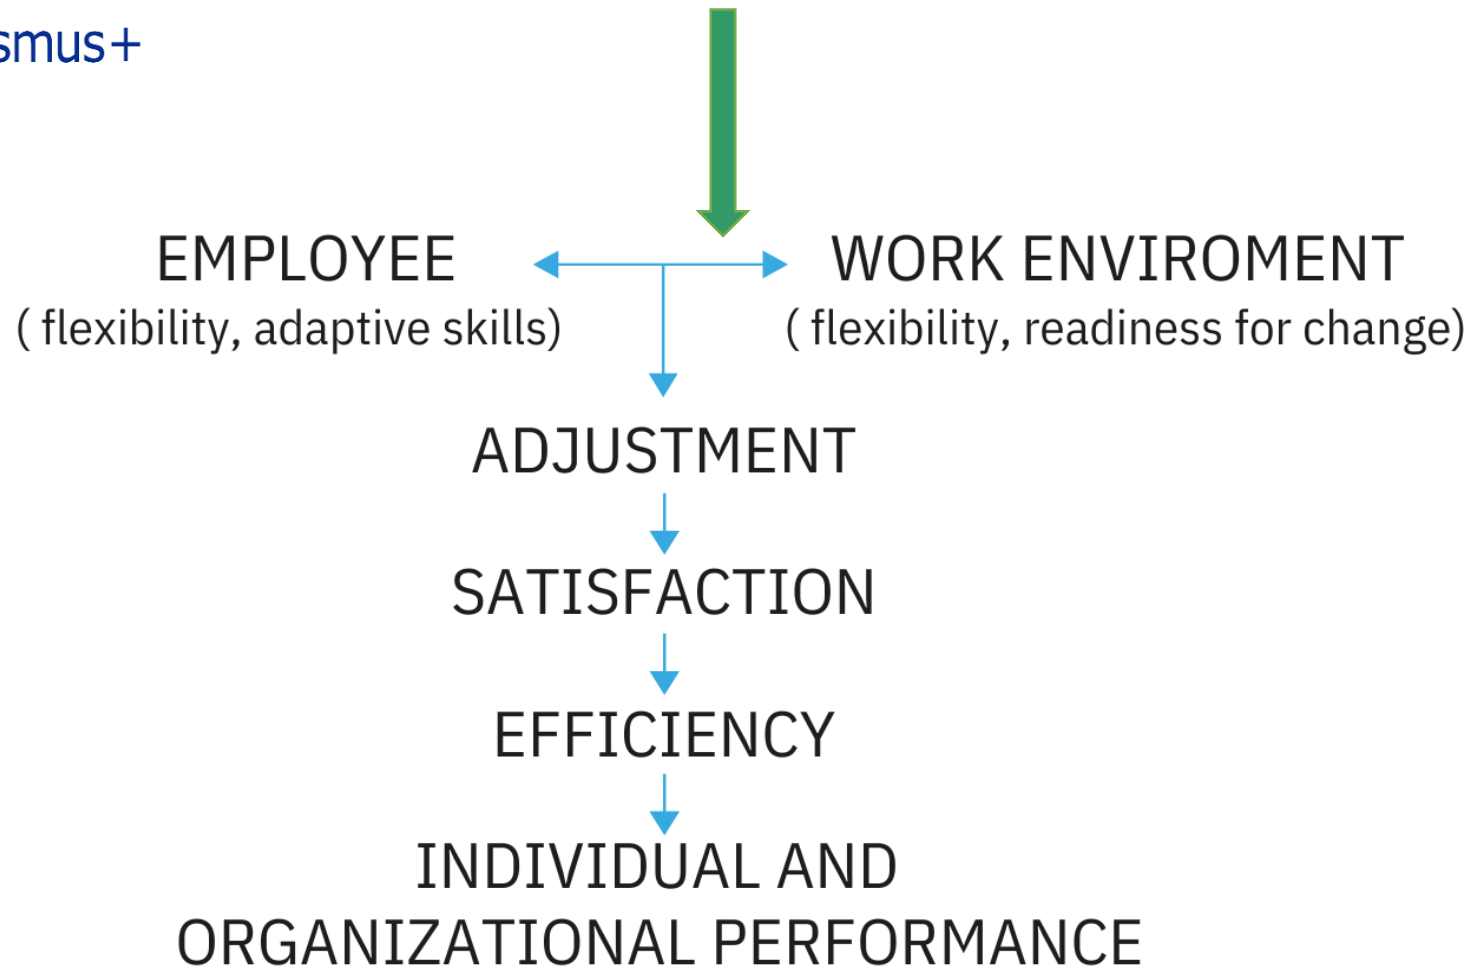 smus+
EMPLOYEE
WORK ENVIROMENT
( flexibility, adaptive skills)
( flexibility, readiness for change)
ADJUSTMENT
SATISFACTION
EFFICIENCY
INDIVIDUAL AND
ORGANIZATIONAL PERFORMANCE